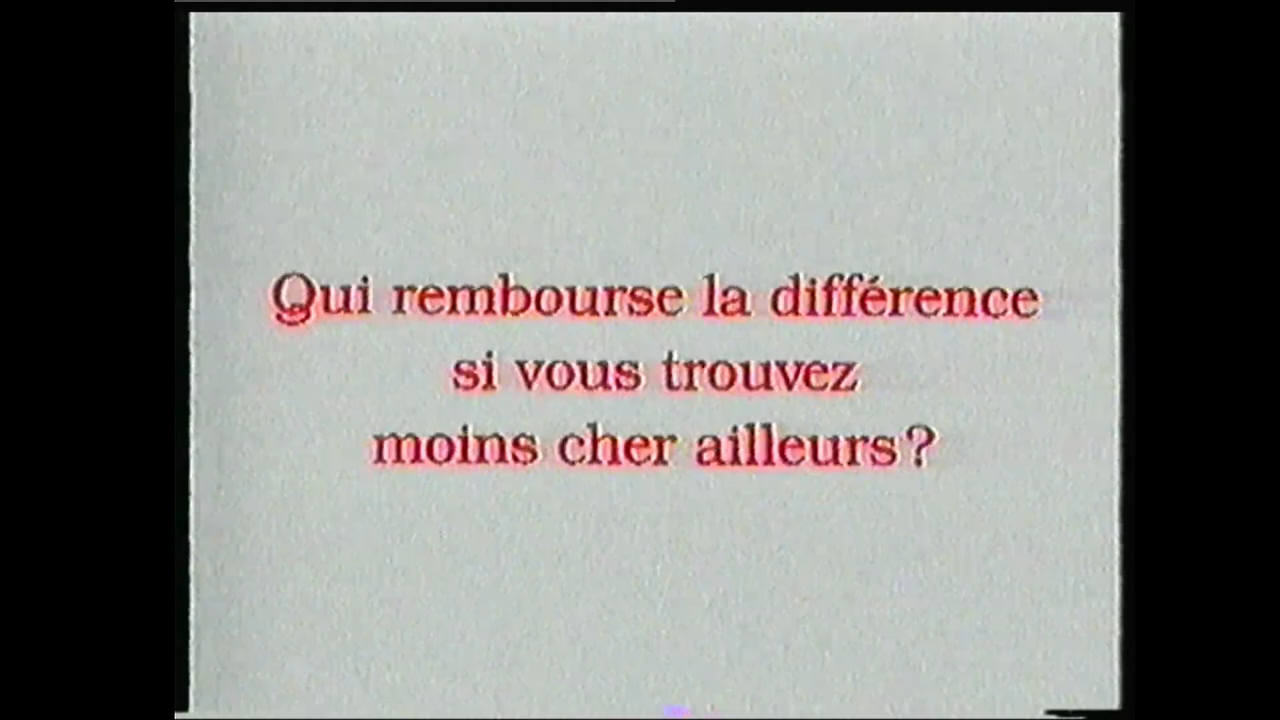 Qui rembourse la différence
si vous trouvez
moins cher ailleurs?